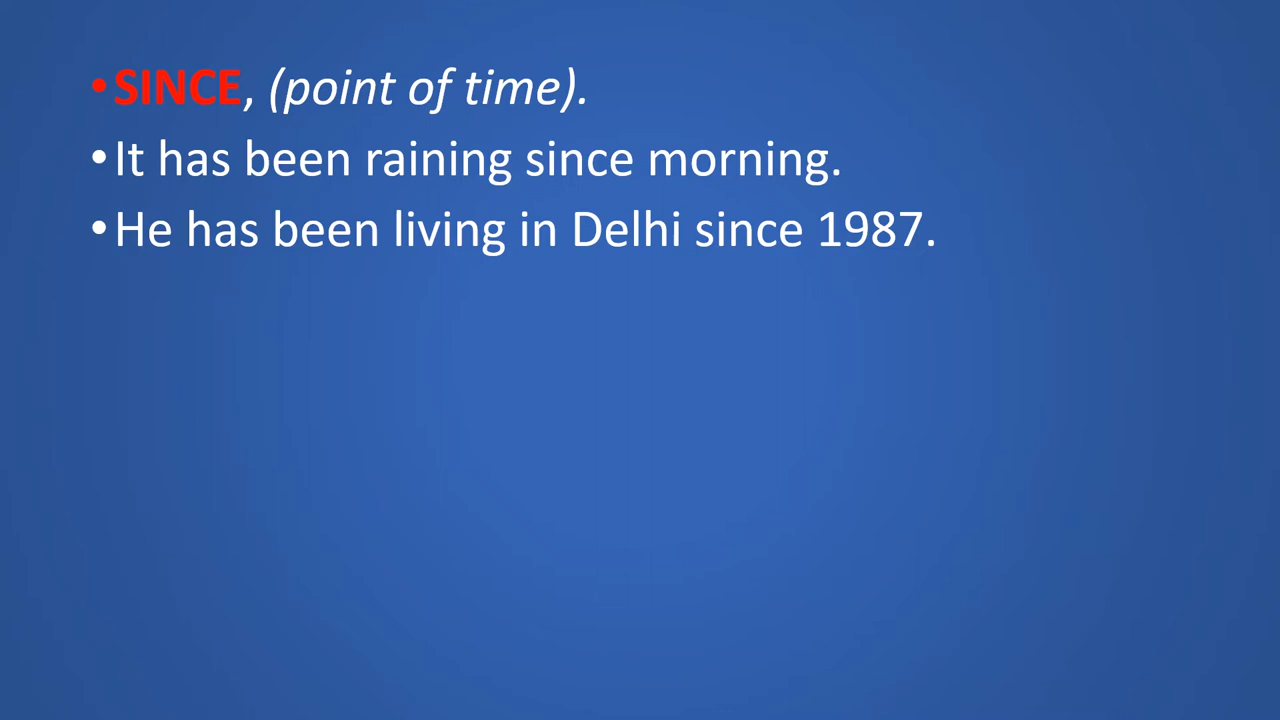 •SINCE, (point of time).
•It has been raining since morning.
•He has been living in Delhi since 1987.